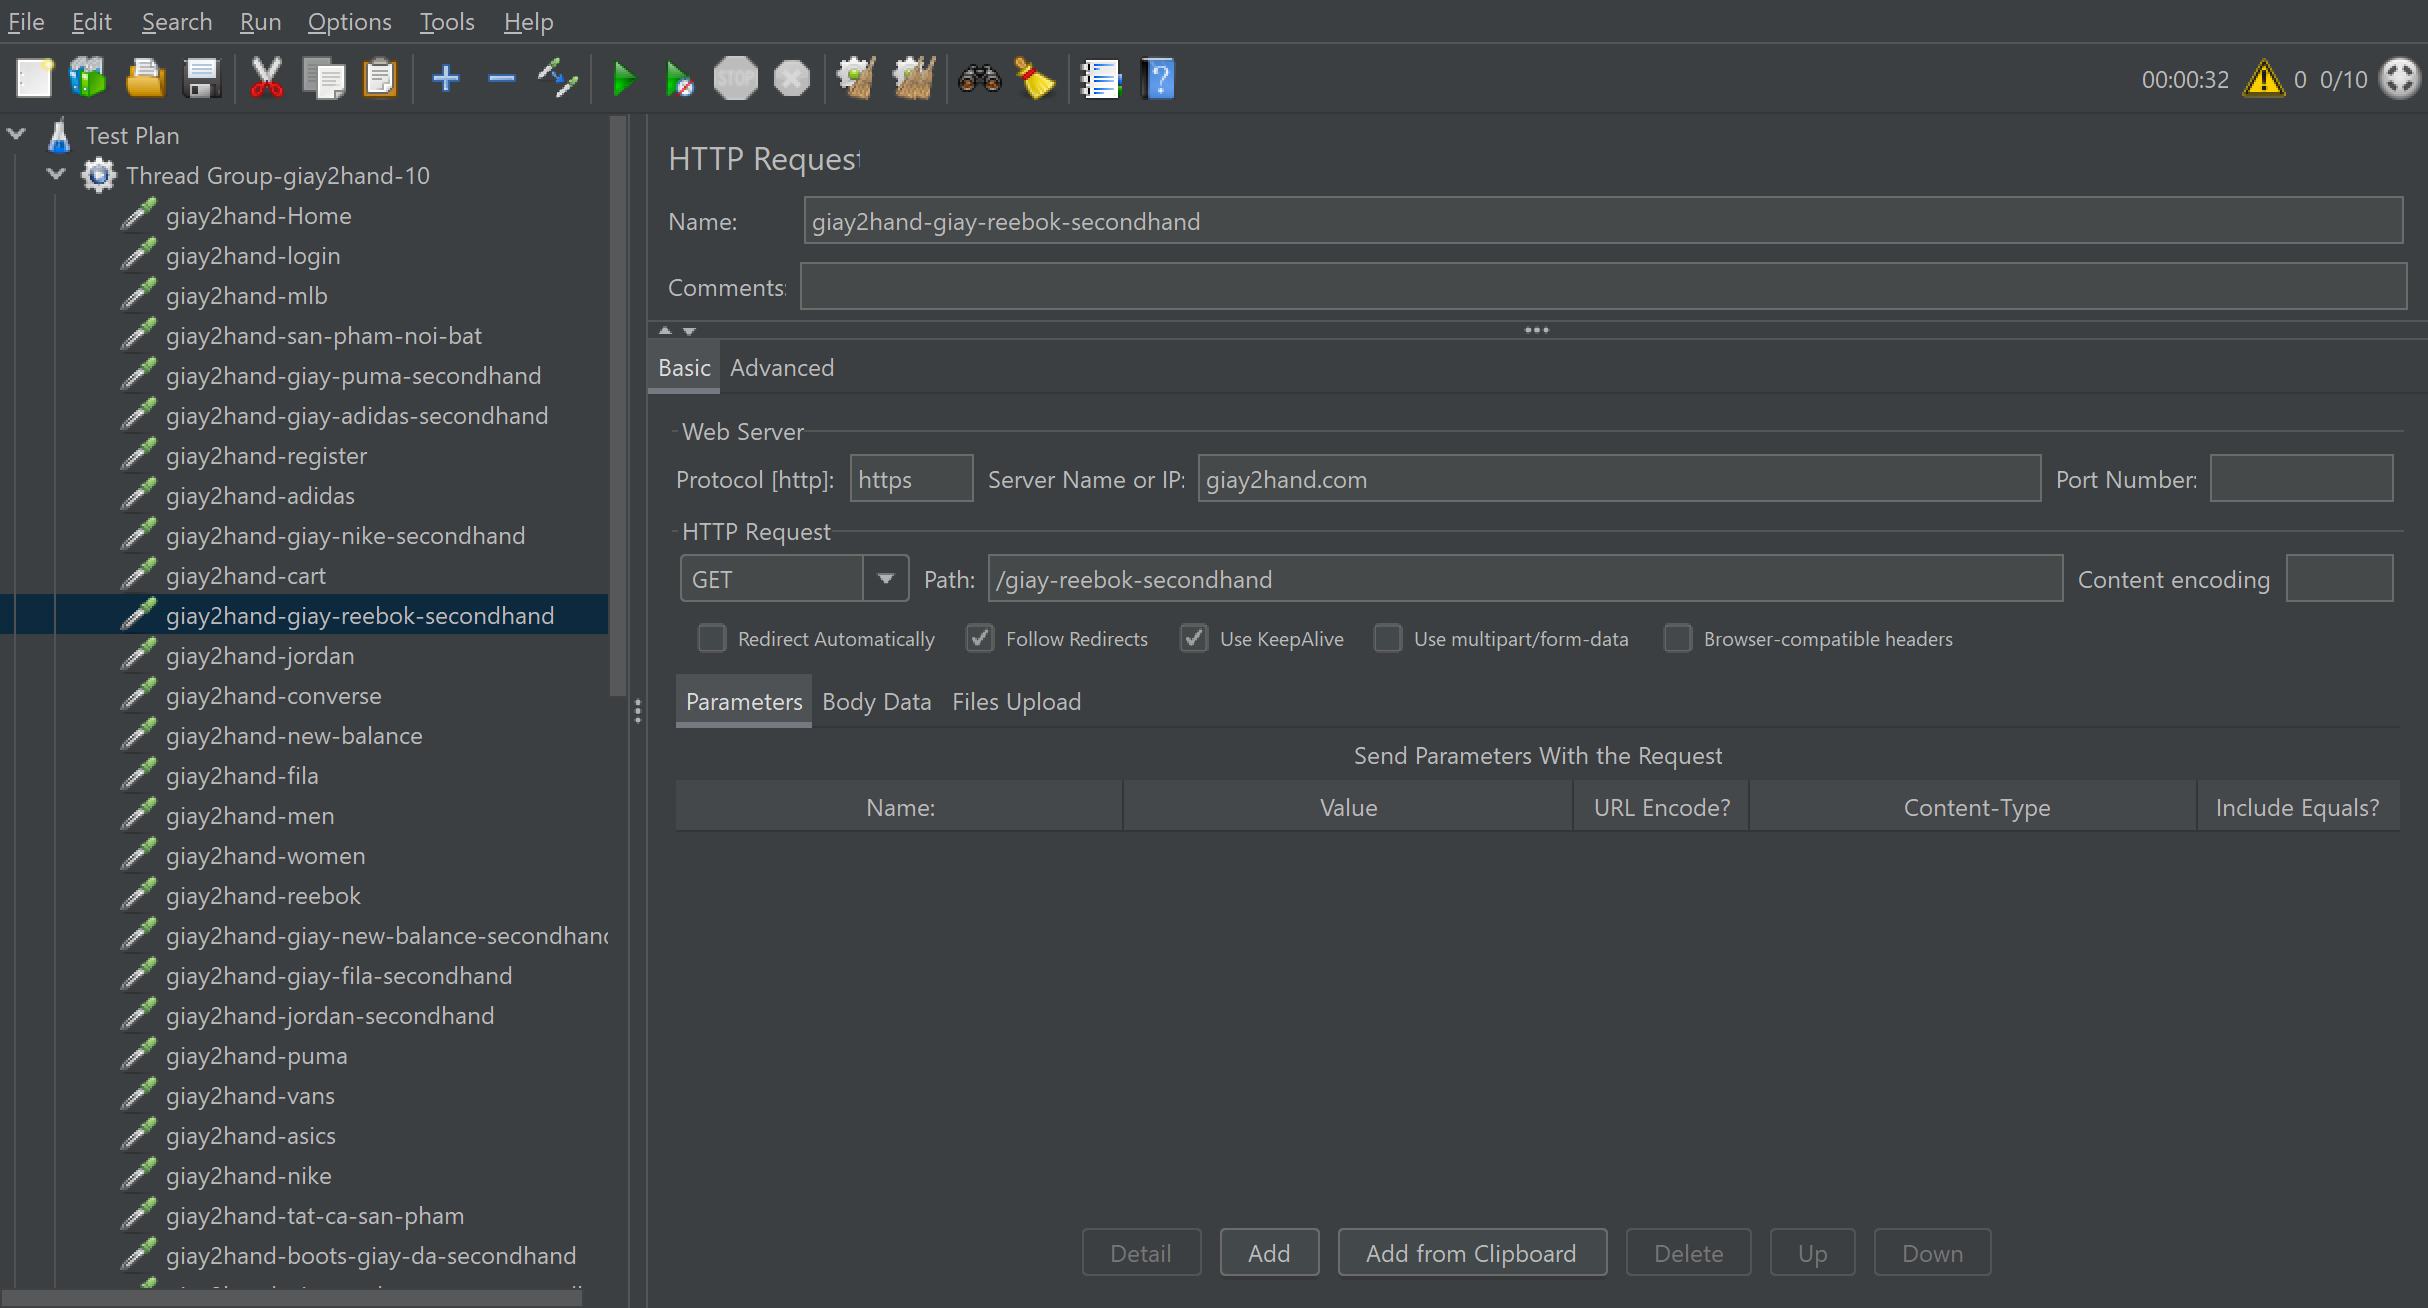 File Edit Search Run Options Tools Help
STOP
00:00:32 0 0/10
Test Plan
Thread Group-giay2hand-10
giay2hand-Home
giay2hand-login
giay2hand-mlb
giay2hand-san-pham-noi-bat
giay2hand-giay-puma-secondhand
giay2hand-giay-adidas-secondhand
giay2hand-register
giay2hand-adidas
giay2hand-giay-nike-secondhand
giay2hand-cart
giay2hand-giay-reebok-secondhand
giay2hand-jordan
giay2hand-converse
giay2hand-new-balance
giay2hand-fila
giay2hand-men
giay2hand-women
giay2hand-reebok
giay2hand-giay-new-balance-secondhand
giay2hand-giay-fila-secondhand
giay2hand-jordan-secondhand
giay2hand-puma
giay2hand-vans
giay2hand-asics
giay2hand-nike
giay2hand-tat-ca-san-pham
giay2hand-boots-giay-da-secondhand
HTTP Request
Name: giay2hand-giay-reebok-secondhand
Comments:
Basic Advanced
Web Server
Protocol [http]: https Server Name or IP: giay2hand.com Port Number:
HTTP Request
GET Path: /giay-reebok-secondhand Content encoding
Redirect Automatically Follow Redirects Use KeepAlive Use multipart/form-data Browser-compatible headers
Parameters Body Data Files Upload
Send Parameters With the Request
Name: Value URL Encode? Content-Type Include Equals?
Detail Add Add from Clipboard Delete Up Down